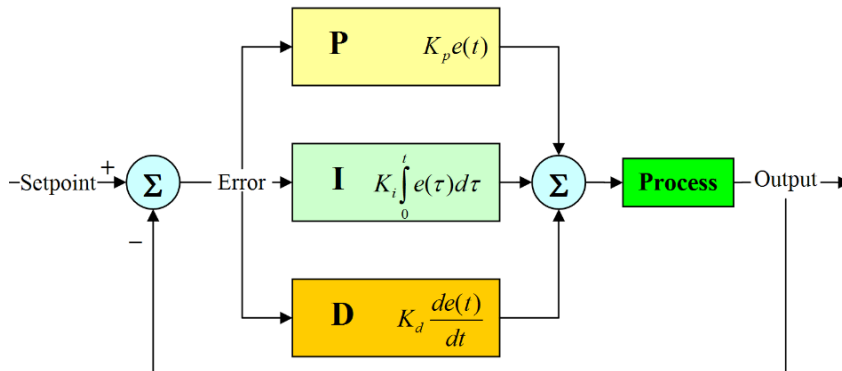 P K_p e(t)
Setpoint + Σ Error I K_i ∫_0^t e(τ)dτ Σ Process Output
−
D K_d de(t)/dt